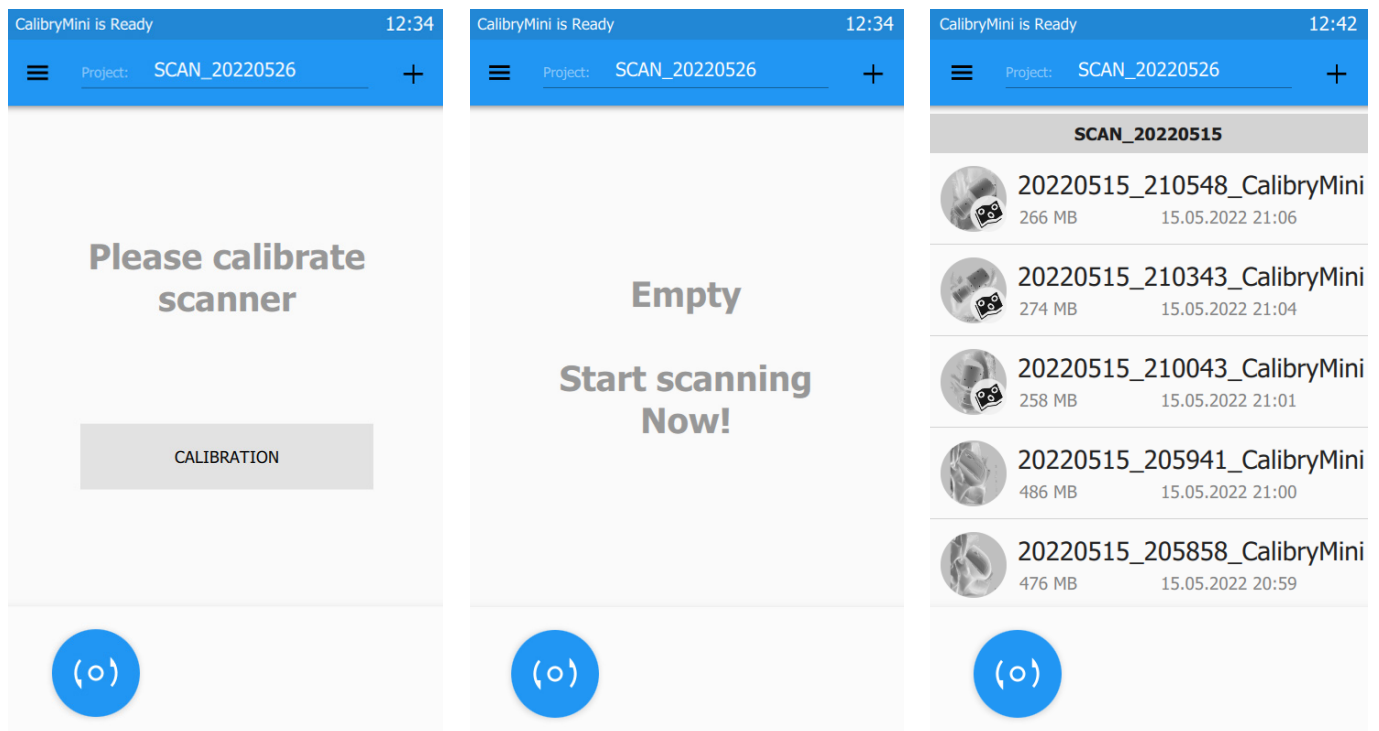 CalibryMini is Ready 12:34
Project: SCAN_20220526
Please calibrate
scanner
CALIBRATION
CalibryMini is Ready 12:34
Project: SCAN_20220526
Empty
Start scanning
Now!
CalibryMini is Ready 12:42
Project: SCAN_20220526
SCAN_20220515
20220515_210548_CalibryMini
266 MB 15.05.2022 21:06
20220515_210343_CalibryMini
274 MB 15.05.2022 21:04
20220515_210043_CalibryMini
258 MB 15.05.2022 21:01
20220515_205941_CalibryMini
486 MB 15.05.2022 21:00
20220515_205858_CalibryMini
476 MB 15.05.2022 20:59